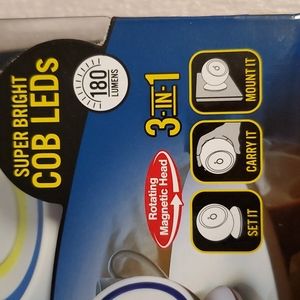 SUPER BRIGHT
COB LEDs
180
LUMENS
3-IN-1
Rotating
Magnetic Head
MOUNT IT
CARRY IT
SET IT